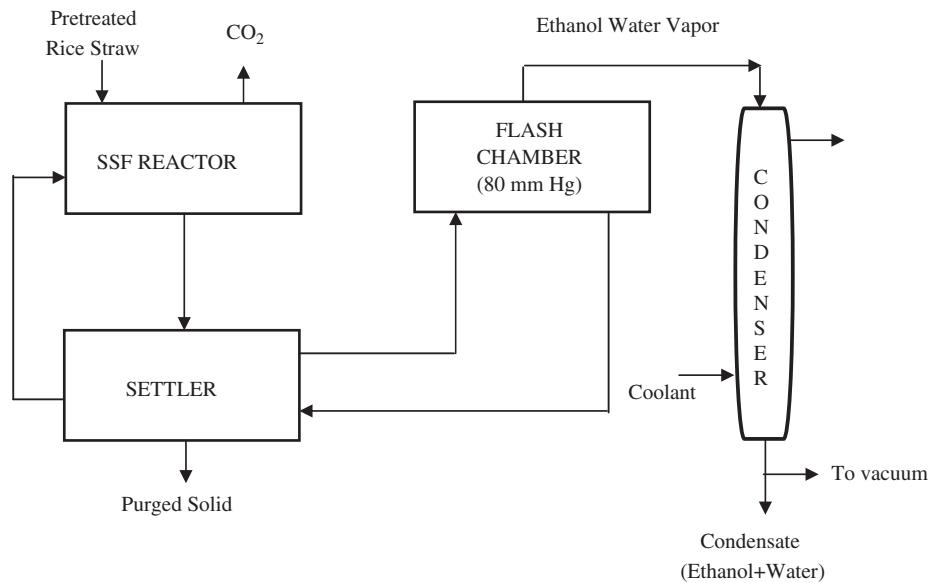 Pretreated
Rice Straw
CO2
Ethanol Water Vapor
SSF REACTOR
FLASH
CHAMBER
(80 mm Hg)
C
O
N
D
E
N
S
E
R
SETTLER
Coolant
Purged Solid
To vacuum
Condensate
(Ethanol+Water)